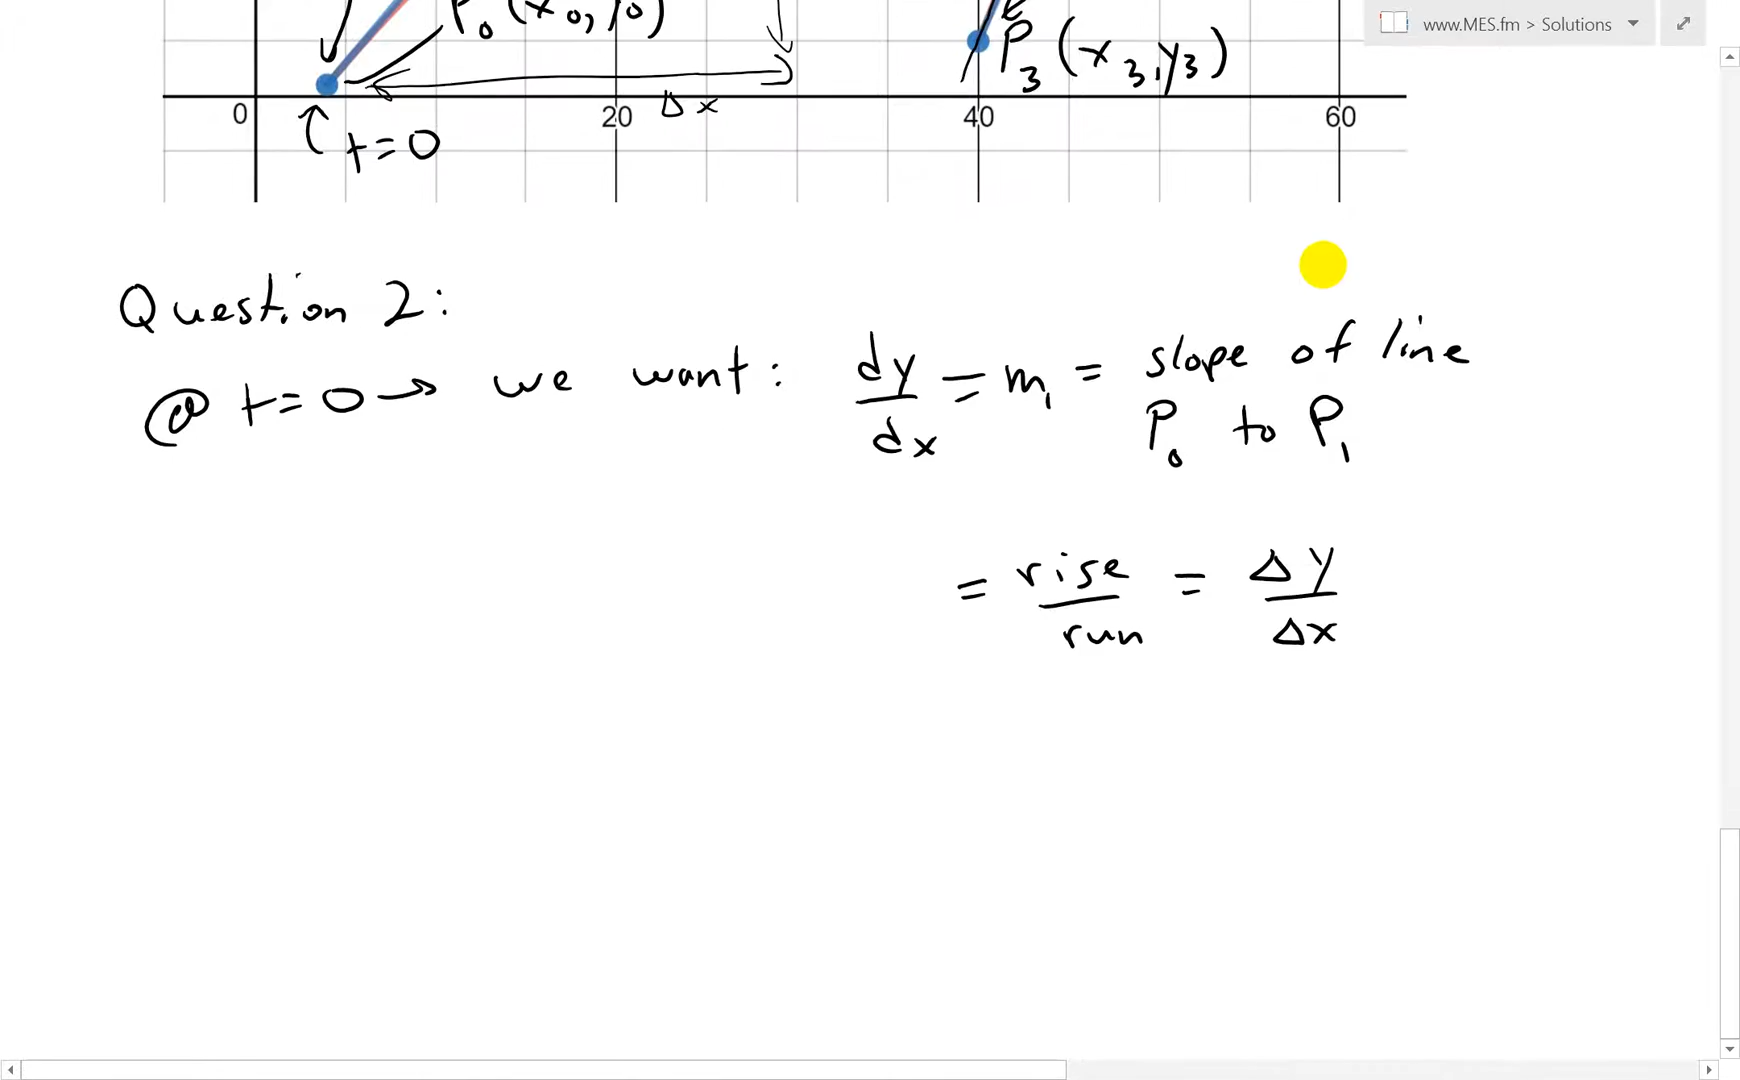 www.MES.fm > Solutions
P₀ (x₀, y₀)
P₃ (x₃, y₃)
Δx
0 20 40 60
t=0
Question 2:
@ t=0 → we want: dy/dx = m₁ = slope of line
P₀ to P₁
= rise/run = Δy/Δx